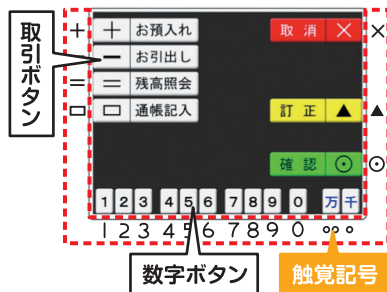 取引ボタン
＋ ＋ お預入れ 取消 × ×
－ お引出し
＝ ＝ 残高照会
□ □ 通帳記入 訂正 ▲ ▲
確認 ⊙ ⊙
1 2 3 4 5 6 7 8 9 0 万 千
1 2 3 4 5 6 7 8 9 0 ०००
数字ボタン 触覚記号